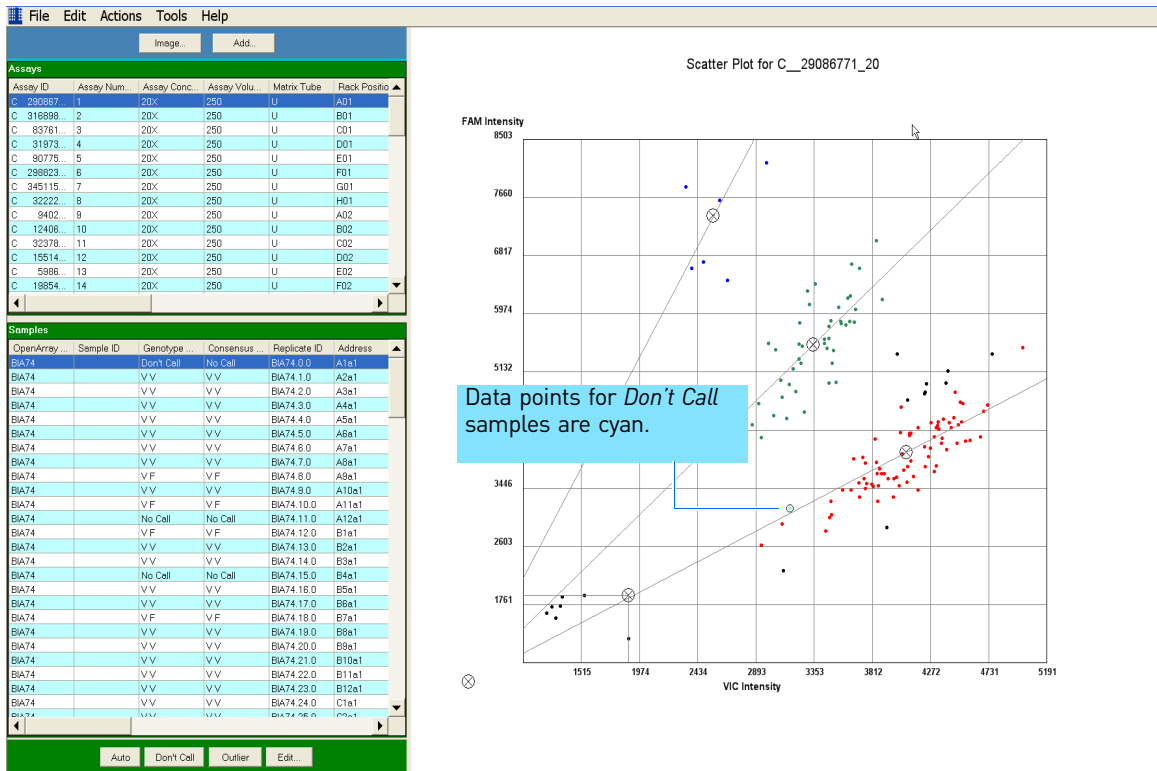 File Edit Actions Tools Help
Image... Add...
Assays
Assay ID Assay Num... Assay Conc... Assay Volu... Matrix Tube Rack Positio
C 290867... 1 20X 250 U A01
C 316898... 2 20X 250 U B01
C 83761... 3 20X 250 U C01
C 31973... 4 20X 250 U D01
C 90775... 5 20X 250 U E01
C 298823... 6 20X 250 U F01
C 345115... 7 20X 250 U G01
C 32222... 8 20X 250 U H01
C 9402... 9 20X 250 U A02
C 12406... 10 20X 250 U B02
C 32378... 11 20X 250 U C02
C 15514... 12 20X 250 U D02
C 5986... 13 20X 250 U E02
C 19854... 14 20X 250 U F02
Samples
OpenArray ... Sample ID Genotype ... Consensus ... Replicate ID Address
BIA74 Don't Call No Call BIA74.0.0 A1a1
BIA74 V V V V BIA74.1.0 A2a1
BIA74 V V V V BIA74.2.0 A3a1
BIA74 V V V V BIA74.3.0 A4a1
BIA74 V V V V BIA74.4.0 A5a1
BIA74 V V V V BIA74.5.0 A6a1
BIA74 V V V V BIA74.6.0 A7a1
BIA74 V V V V BIA74.7.0 A8a1
BIA74 V F V F BIA74.8.0 A9a1
BIA74 V V V V BIA74.9.0 A10a1
BIA74 V F V F BIA74.10.0 A11a1
BIA74 No Call No Call BIA74.11.0 A12a1
BIA74 V F V F BIA74.12.0 B1a1
BIA74 V V V V BIA74.13.0 B2a1
BIA74 V V V V BIA74.14.0 B3a1
BIA74 No Call No Call BIA74.15.0 B4a1
BIA74 V V V V BIA74.16.0 B5a1
BIA74 V V V V BIA74.17.0 B6a1
BIA74 V F V F BIA74.18.0 B7a1
BIA74 V V V V BIA74.19.0 B8a1
BIA74 V V V V BIA74.20.0 B9a1
BIA74 V V V V BIA74.21.0 B10a1
BIA74 V V V V BIA74.22.0 B11a1
BIA74 V V V V BIA74.23.0 B12a1
BIA74 V V V V BIA74.24.0 C1a1
BIA74 V V V V BIA74.25.0 C2a1
Auto Don't Call Outlier Edit...
Scatter Plot for C__29086771_20
FAM Intensity
8503
7660
6817
5974
5132
3446
2603
1761
Data points for Don't Call
samples are cyan.
1515 1974 2434 2893 3353 3812 4272 4731 5191
VIC Intensity